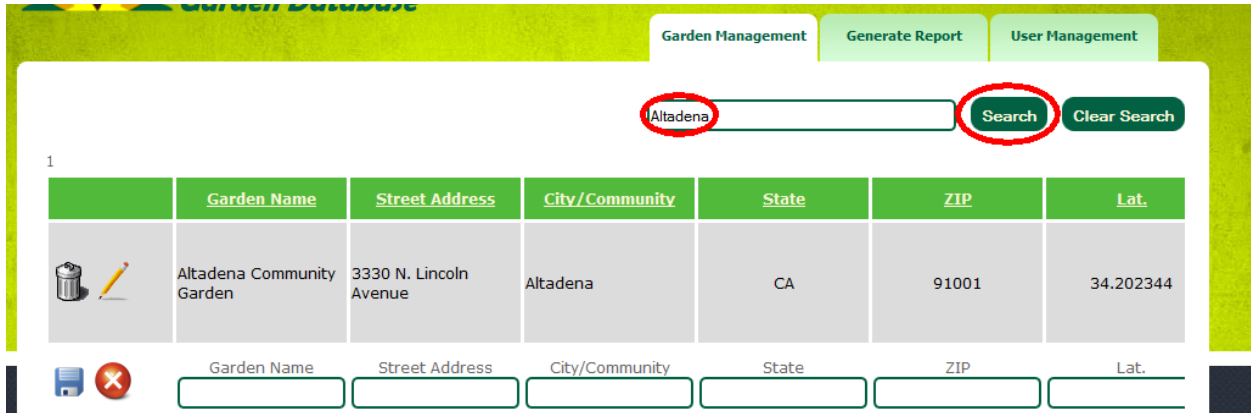 Garden Database
Garden Management Generate Report User Management
Altadena Search Clear Search
1
Garden Name Street Address City/Community State ZIP Lat.
Altadena Community 3330 N. Lincoln
Garden Avenue Altadena CA 91001 34.202344
Garden Name Street Address City/Community State ZIP Lat.